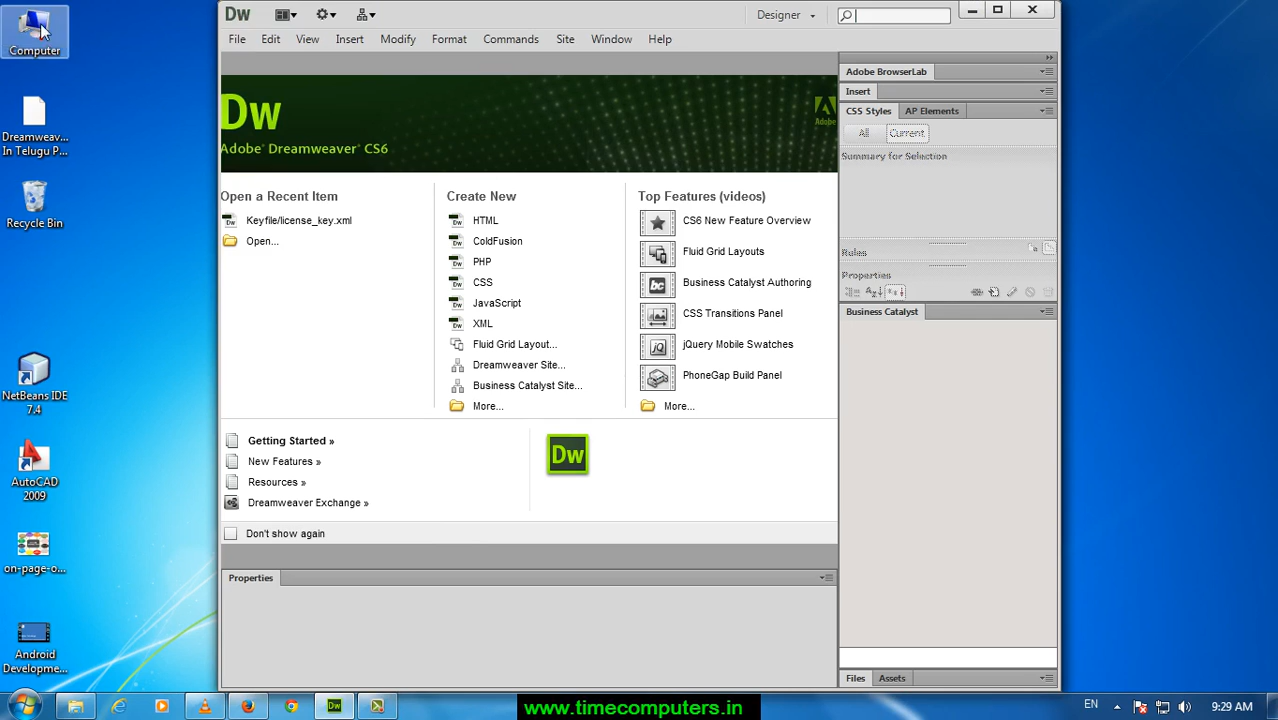 Computer
Dreamweav...
In Telugu P...
Recycle Bin
NetBeans IDE
7.4
AutoCAD
2009
on-page-o...
Android
Developme...
Dw
Designer
File Edit View Insert Modify Format Commands Site Window Help
Dw
Adobe® Dreamweaver® CS6
Adobe
Open a Recent Item
Keyfile/license_key.xml
Open...
Create New
HTML
ColdFusion
PHP
CSS
JavaScript
XML
Fluid Grid Layout...
Dreamweaver Site...
Business Catalyst Site...
More...
Top Features (videos)
CS6 New Feature Overview
Fluid Grid Layouts
bc Business Catalyst Authoring
CSS Transitions Panel
jQ jQuery Mobile Swatches
PhoneGap Build Panel
More...
Getting Started »
New Features »
Resources »
Dreamweaver Exchange »
Dw
Don't show again
Properties
Adobe BrowserLab
Insert
CSS Styles AP Elements
All Current
Summary for Selection
Rules
Properties
Business Catalyst
Files Assets
Dw
www.timecomputers.in
EN
9:29 AM